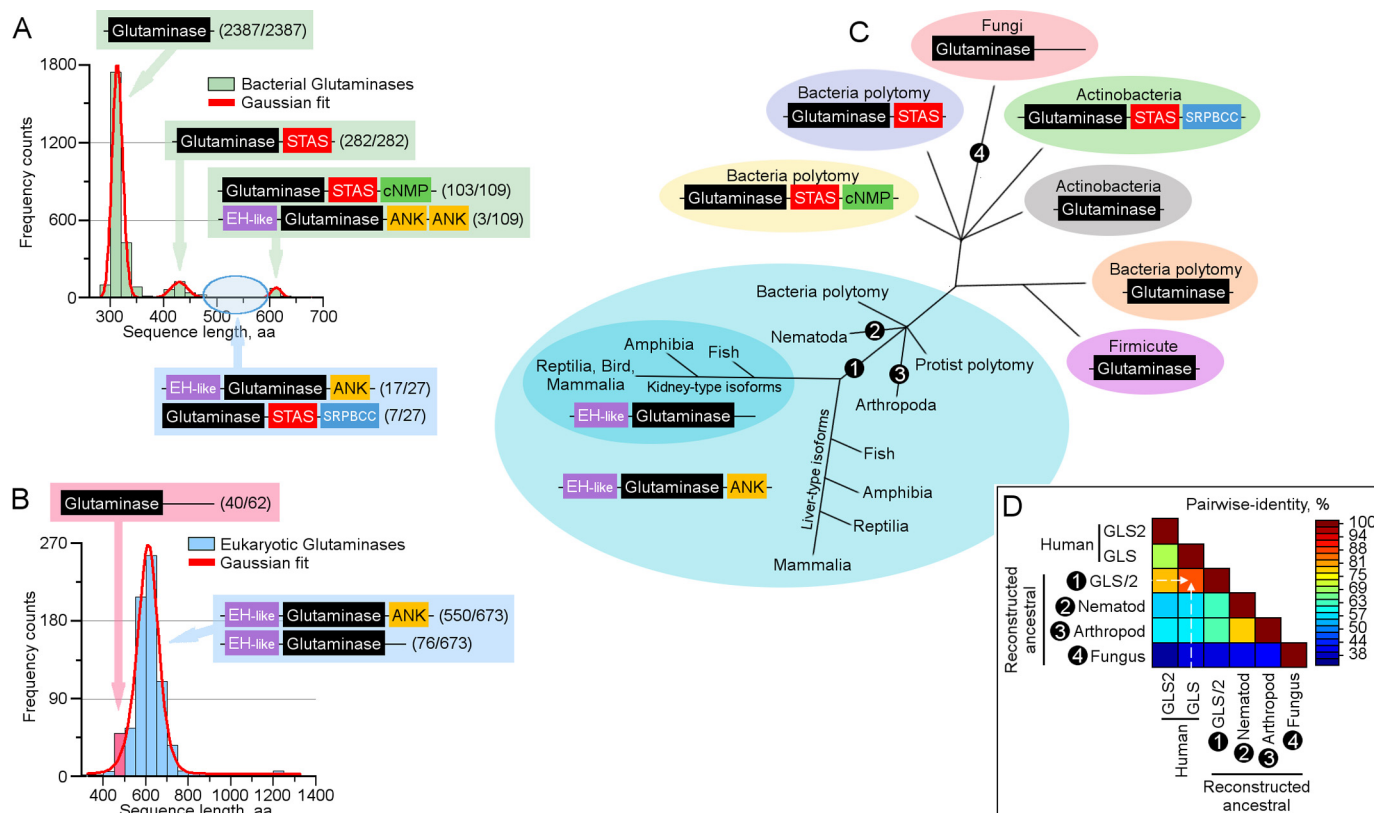 A
Glutaminase (2387/2387)
1800
1200
600
0
Frequency counts
Bacterial Glutaminases
Gaussian fit
Glutaminase STAS (282/282)
Glutaminase STAS cNMP (103/109)
EH-like Glutaminase ANK ANK (3/109)
300 400 500 600 700
Sequence length, aa
EH-like Glutaminase ANK (17/27)
Glutaminase STAS SRPBCC (7/27)
B
Glutaminase (40/62)
270
180
90
0
Frequency counts
Eukaryotic Glutaminases
Gaussian fit
EH-like Glutaminase ANK (550/673)
EH-like Glutaminase (76/673)
400 600 800 1000 1200 1400
Sequence length, aa
C
Fungi
Glutaminase
Bacteria polytomy
Glutaminase STAS
Actinobacteria
Glutaminase STAS SRPBCC
4
Bacteria polytomy
Glutaminase STAS cNMP
Actinobacteria
Glutaminase
Bacteria polytomy
Glutaminase
Firmicute
Glutaminase
Bacteria polytomy
Nematoda 2
Protist polytomy
1
3
Arthropoda
Amphibia
Fish
Reptilia, Bird,
Mammalia
Kidney-type isoforms
EH-like Glutaminase
EH-like Glutaminase ANK
Liver-type isoforms
Fish
Amphibia
Reptilia
Mammalia
D
Pairwise-identity, %
Human
GLS2
GLS
Reconstructed
ancestral
1 GLS/2
2 Nematod
3 Arthropod
4 Fungus
100
94
88
81
75
69
63
56
50
44
38
GLS2
GLS
GLS/2
Nematod
Arthropod
Fungus
Human
1
2
3
4
Reconstructed
ancestral